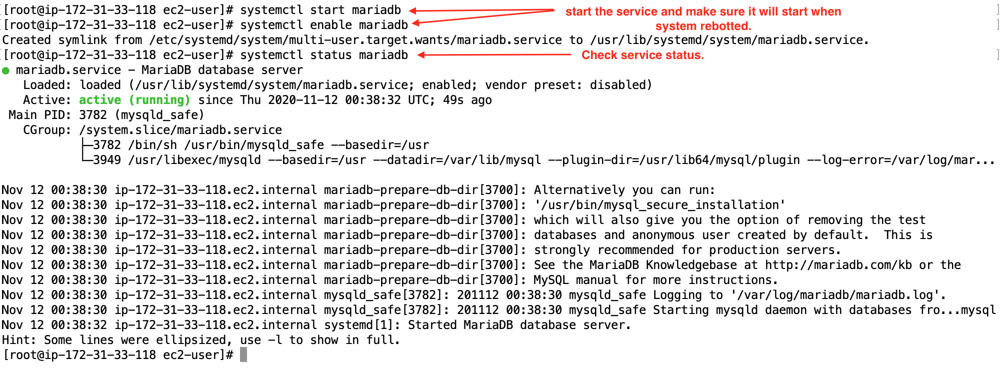 [root@ip-172-31-33-118 ec2-user]# systemctl start mariadb
start the service and make sure it will start when
[root@ip-172-31-33-118 ec2-user]# systemctl enable mariadb
system rebotted.
Created symlink from /etc/systemd/system/multi-user.target.wants/mariadb.service to /usr/lib/systemd/system/mariadb.service.
[root@ip-172-31-33-118 ec2-user]# systemctl status mariadb
Check service status.
● mariadb.service - MariaDB database server
   Loaded: loaded (/usr/lib/systemd/system/mariadb.service; enabled; vendor preset: disabled)
   Active: active (running) since Thu 2020-11-12 00:38:32 UTC; 49s ago
 Main PID: 3782 (mysqld_safe)
   CGroup: /system.slice/mariadb.service
           ├─3782 /bin/sh /usr/bin/mysqld_safe --basedir=/usr
           └─3949 /usr/libexec/mysqld --basedir=/usr --datadir=/var/lib/mysql --plugin-dir=/usr/lib64/mysql/plugin --log-error=/var/log/mar...
Nov 12 00:38:30 ip-172-31-33-118.ec2.internal mariadb-prepare-db-dir[3700]: Alternatively you can run:
Nov 12 00:38:30 ip-172-31-33-118.ec2.internal mariadb-prepare-db-dir[3700]: '/usr/bin/mysql_secure_installation'
Nov 12 00:38:30 ip-172-31-33-118.ec2.internal mariadb-prepare-db-dir[3700]: which will also give you the option of removing the test
Nov 12 00:38:30 ip-172-31-33-118.ec2.internal mariadb-prepare-db-dir[3700]: databases and anonymous user created by default.  This is
Nov 12 00:38:30 ip-172-31-33-118.ec2.internal mariadb-prepare-db-dir[3700]: strongly recommended for production servers.
Nov 12 00:38:30 ip-172-31-33-118.ec2.internal mariadb-prepare-db-dir[3700]: See the MariaDB Knowledgebase at http://mariadb.com/kb or the
Nov 12 00:38:30 ip-172-31-33-118.ec2.internal mariadb-prepare-db-dir[3700]: MySQL manual for more instructions.
Nov 12 00:38:30 ip-172-31-33-118.ec2.internal mysqld_safe[3782]: 201112 00:38:30 mysqld_safe Logging to '/var/log/mariadb/mariadb.log'.
Nov 12 00:38:30 ip-172-31-33-118.ec2.internal mysqld_safe[3782]: 201112 00:38:30 mysqld_safe Starting mysqld daemon with databases fro...mysql
Nov 12 00:38:32 ip-172-31-33-118.ec2.internal systemd[1]: Started MariaDB database server.
Hint: Some lines were ellipsized, use -l to show in full.
[root@ip-172-31-33-118 ec2-user]#